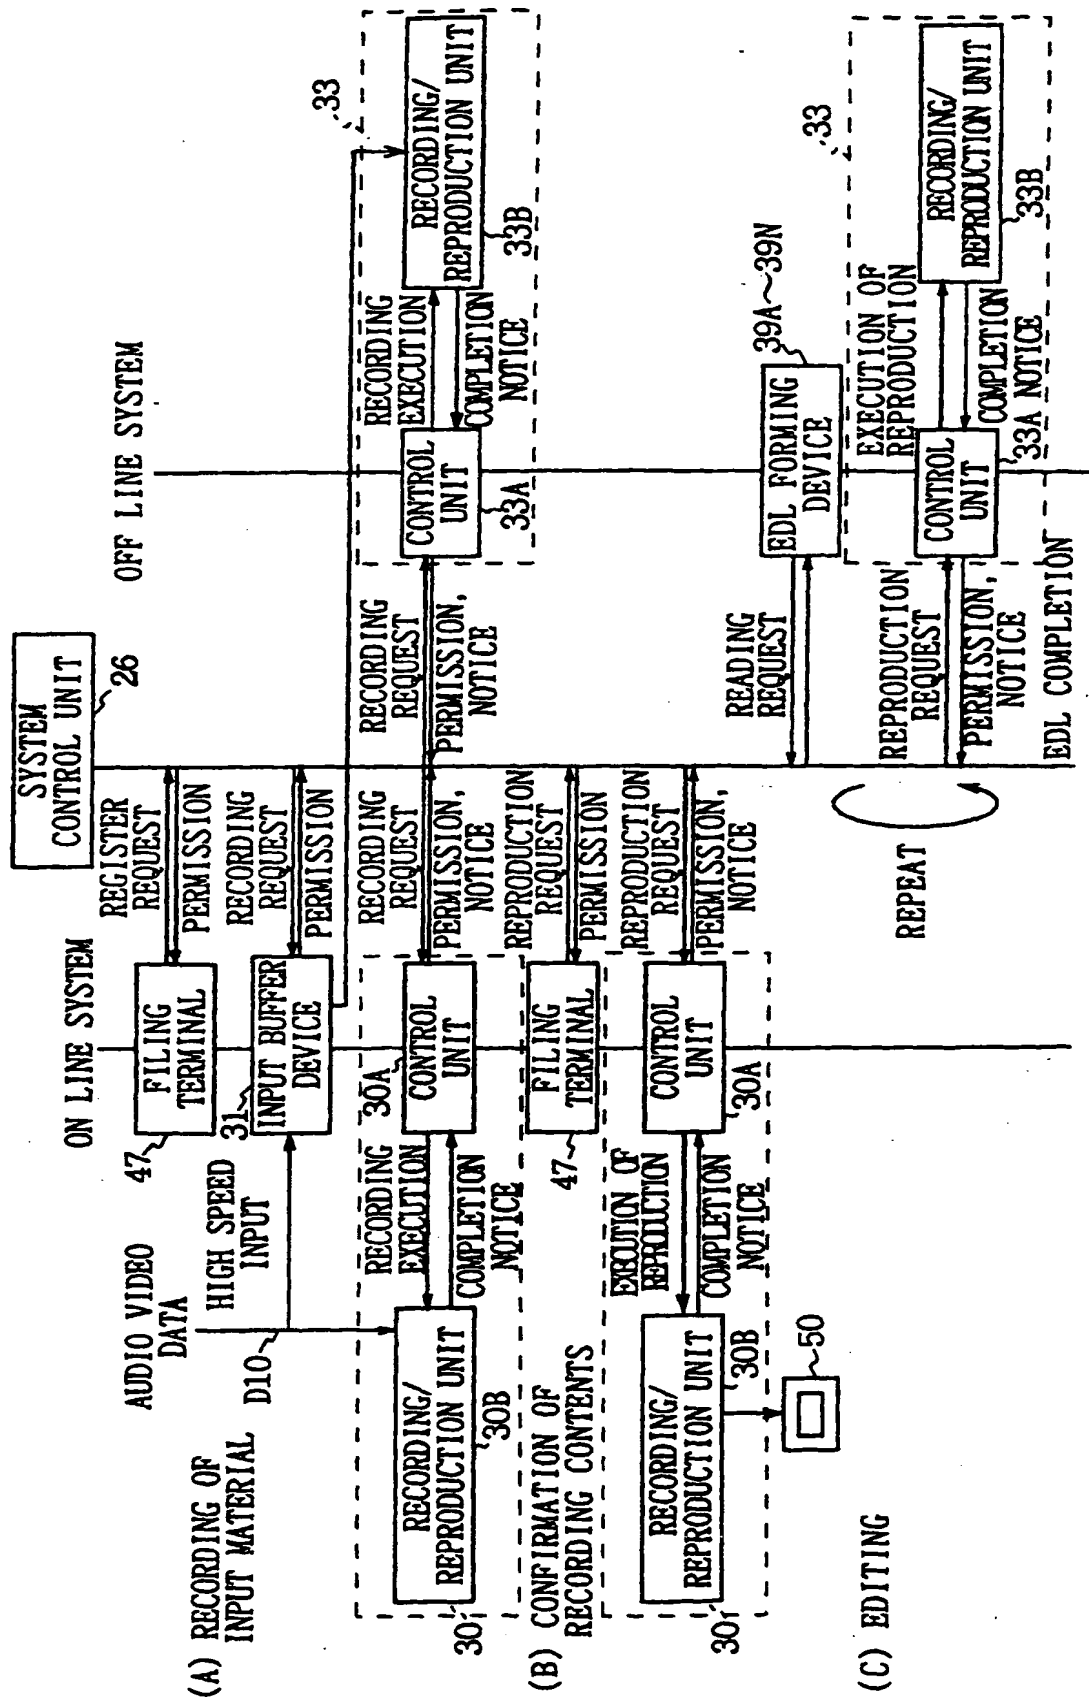 SYSTEM
CONTROL UNIT
26
ON LINE SYSTEM
OFF LINE SYSTEM
(A) RECORDING OF
INPUT MATERIAL
AUDIO VIDEO
DATA
D10
HIGH SPEED
INPUT
47
FILING
TERMINAL
REGISTER
REQUEST
PERMISSION
31
INPUT BUFFER
DEVICE
RECORDING
REQUEST
PERMISSION
30
RECORDING/
REPRODUCTION UNIT
30B
RECORDING
EXECUTION
COMPLETION
NOTICE
30A
CONTROL
UNIT
RECORDING
REQUEST
PERMISSION,
NOTICE
RECORDING
REQUEST
PERMISSION,
NOTICE
CONTROL
UNIT
33A
RECORDING
EXECUTION
COMPLETION
NOTICE
33
RECORDING/
REPRODUCTION UNIT
33B
(B) CONFIRMATION OF
RECORDING CONTENTS
47
FILING
TERMINAL
REPRODUCTION
REQUEST
PERMISSION
30
RECORDING/
REPRODUCTION UNIT
30B
50
EXECUTION OF
REPRODUCTION
COMPLETION
NOTICE
CONTROL
UNIT
30A
REPRODUCTION
REQUEST
PERMISSION,
NOTICE
(C) EDITING
REPEAT
READING
REQUEST
EDL FORMING
DEVICE
39A～39N
REPRODUCTION
REQUEST
PERMISSION,
NOTICE
EDL COMPLETION
CONTROL
UNIT
33A
EXECUTION OF
REPRODUCTION
COMPLETION
NOTICE
33
RECORDING/
REPRODUCTION UNIT
33B